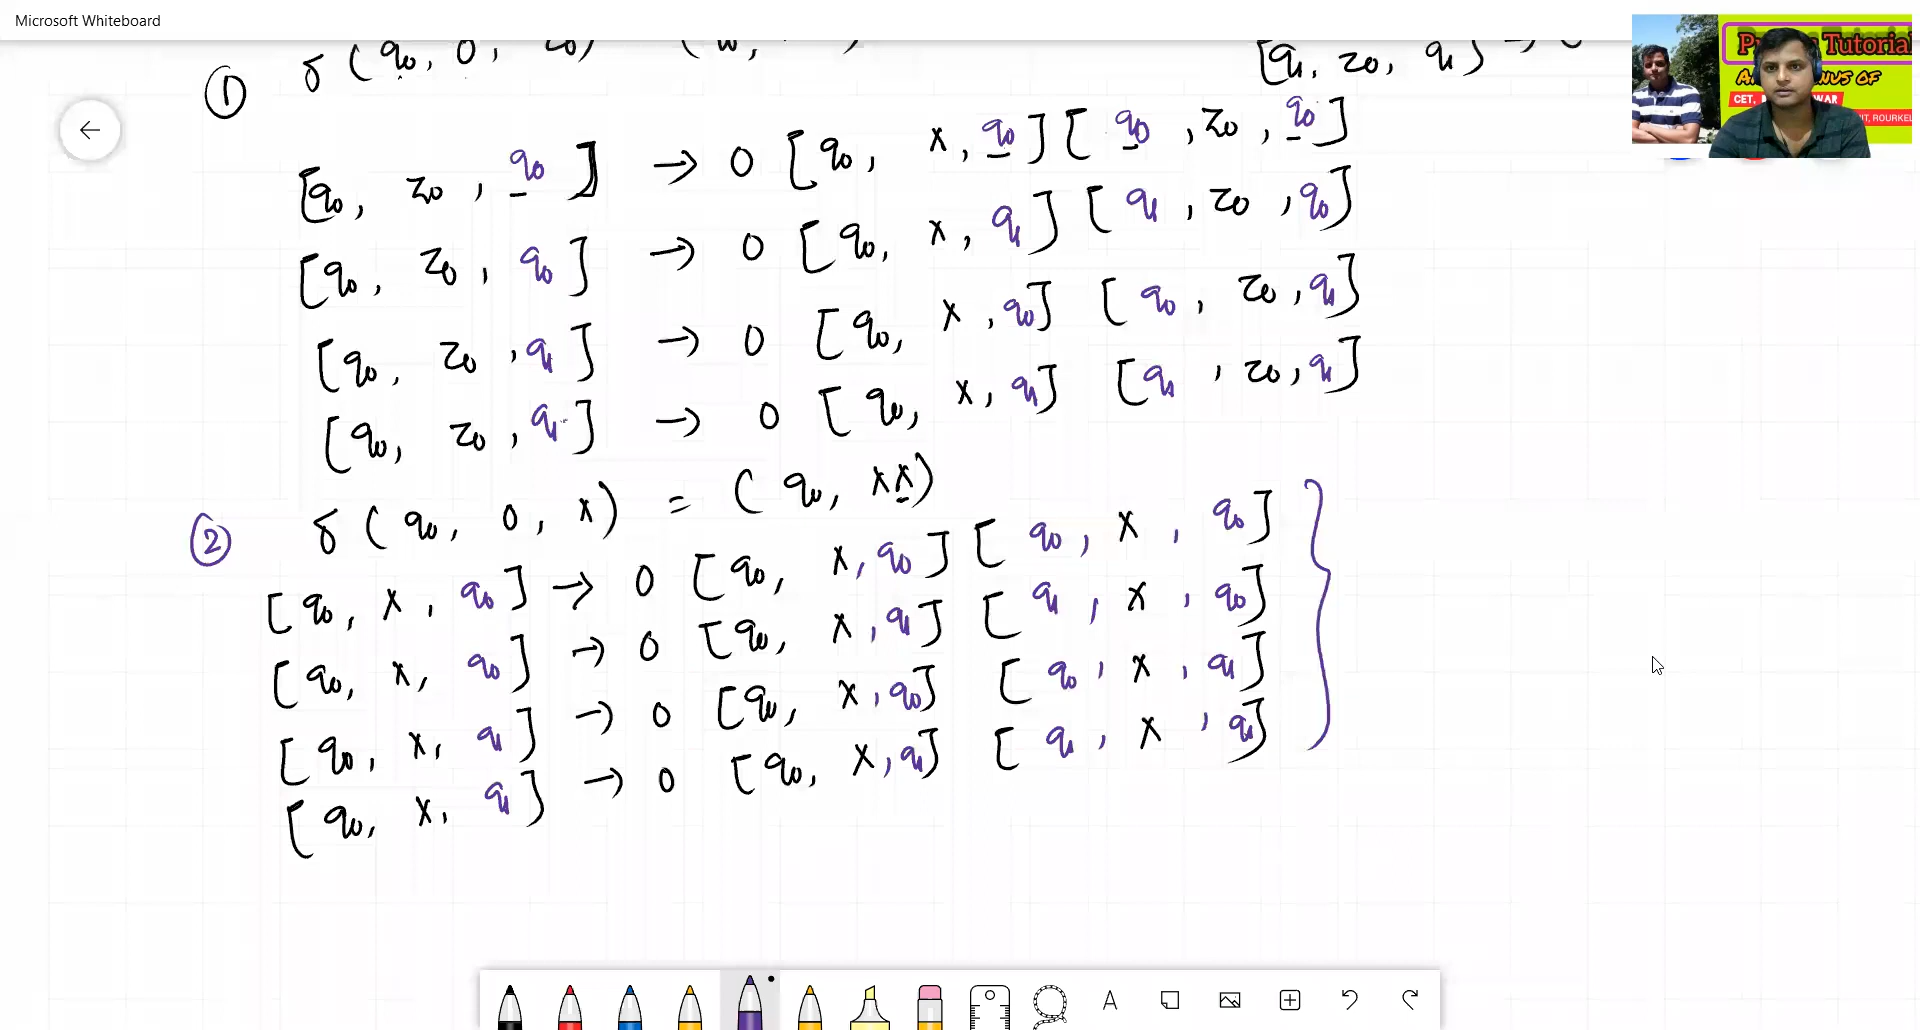 Microsoft Whiteboard
① δ (q0, 0, z0)
[q1, z0, q1] →
[q0, z0, q0] → 0 [q0, x, q0] [q0, z0, q0]
[q0, z0, q0] → 0 [q0, x, q1] [q1, z0, q0]
[q0, z0, q1] → 0 [q0, x, q0] [q0, z0, q1]
[q0, z0, q1] → 0 [q0, x, q1] [q1, z0, q1]
② δ (q0, 0, x) = (q0, xx)
[q0, x, q0] → 0 [q0, x, q0] [q0, x, q0]
[q0, x, q0] → 0 [q0, x, q1] [q1, x, q0]
[q0, x, q1] → 0 [q0, x, q0] [q0, x, q1]
[q0, x, q1] → 0 [q0, x, q1] [q1, x, q1]
Tutorial
OF
CET,
ROURKEL
A